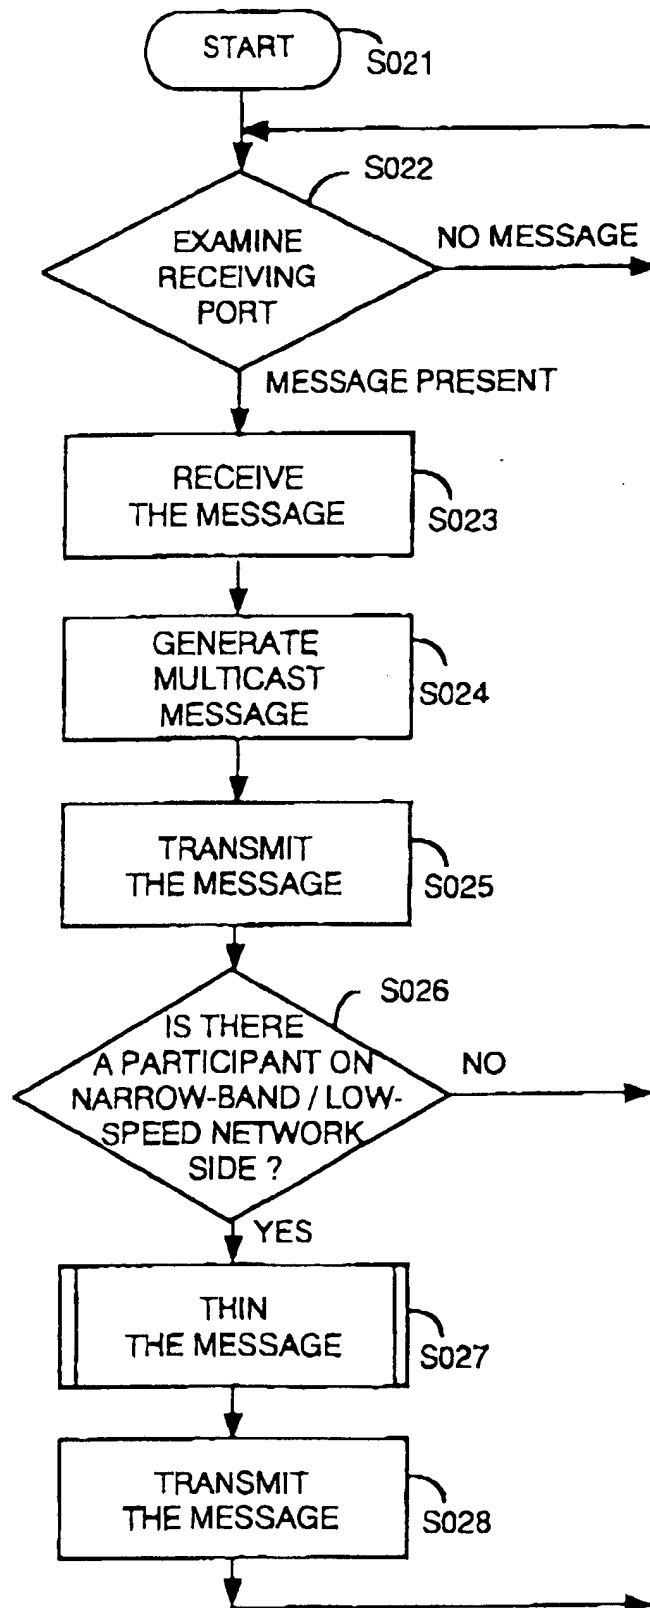 START
S021
S022
EXAMINE
RECEIVING
PORT
NO MESSAGE
MESSAGE PRESENT
RECEIVE
THE MESSAGE
S023
GENERATE
MULTICAST
MESSAGE
S024
TRANSMIT
THE MESSAGE
S025
S026
IS THERE
A PARTICIPANT ON
NARROW-BAND / LOW-
SPEED NETWORK
SIDE ?
NO
YES
THIN
THE MESSAGE
S027
TRANSMIT
THE MESSAGE
S028